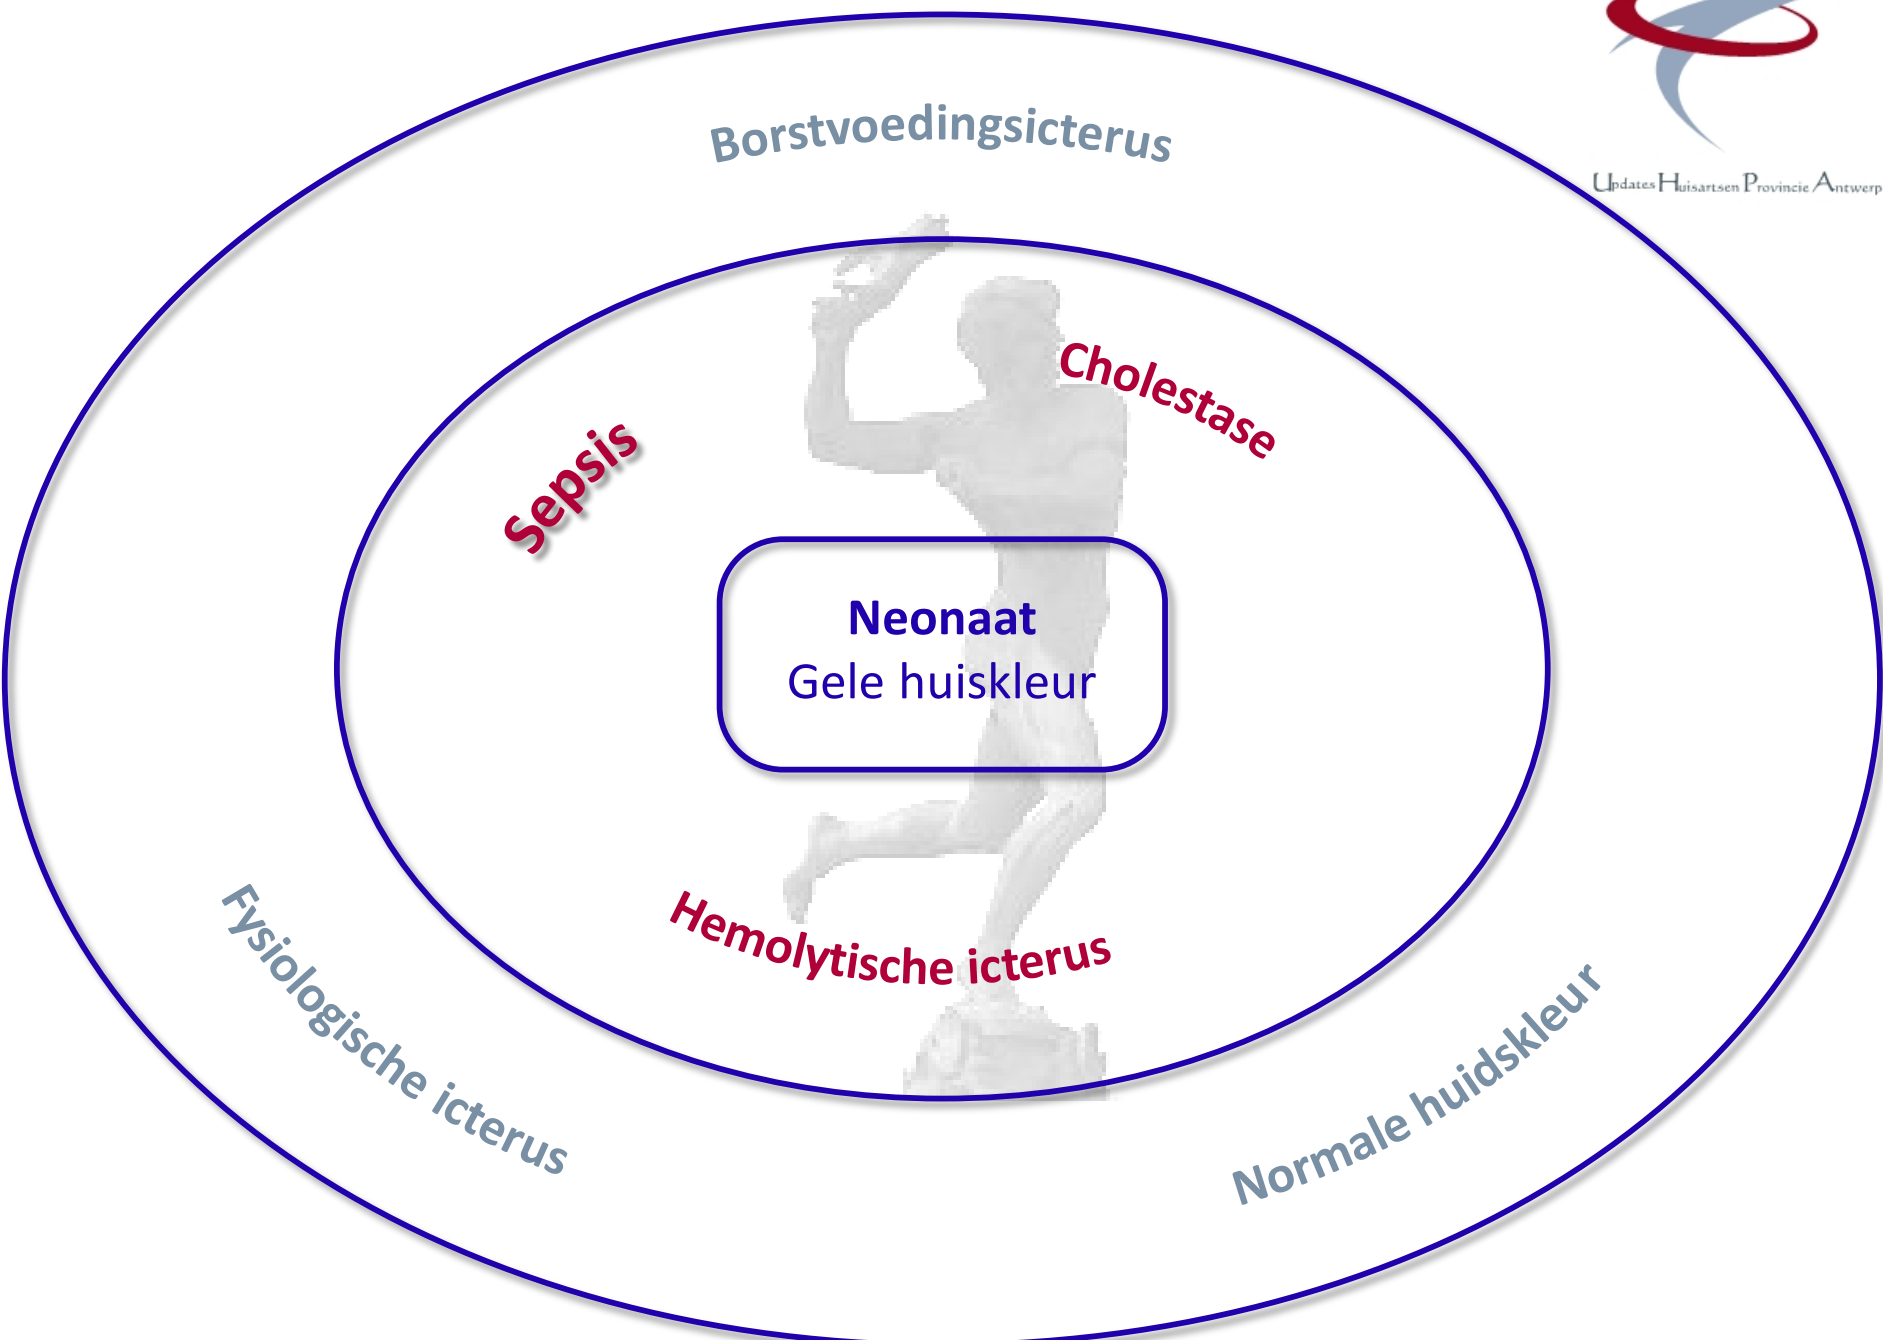 Borstvoedingsicterus
Updates Huisartsen Provincie Antwerp
Cholestase
Sepsis
Neonaat
Gele huiskleur
Hemolytische icterus
Fysiologische icterus
Normale huidskleur